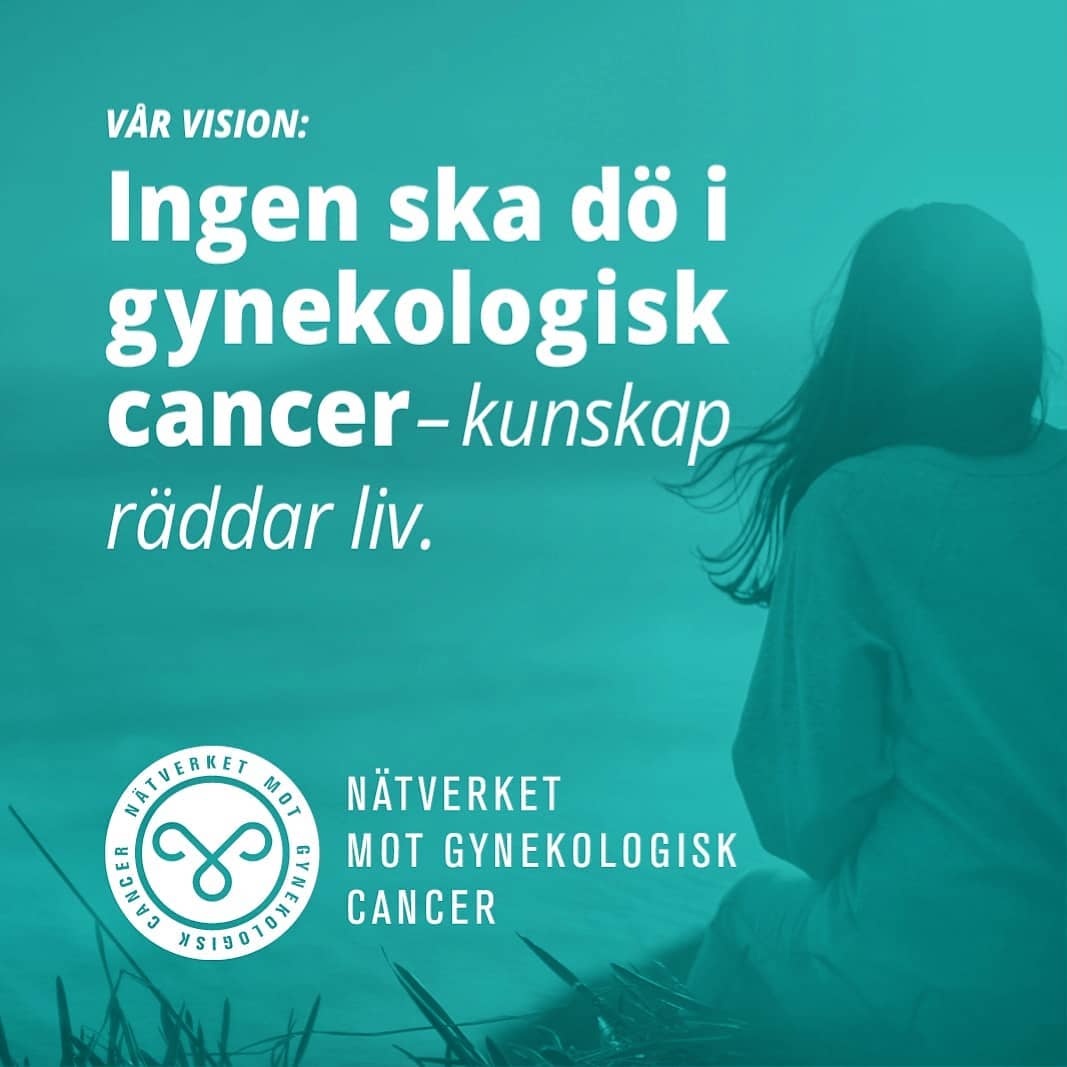 VÅR VISION:
Ingen ska dö i
gynekologisk
cancer – kunskap
räddar liv.
NÄTVERKET MOT GYNEKOLOGISK CANCER
NÄTVERKET
MOT GYNEKOLOGISK
CANCER